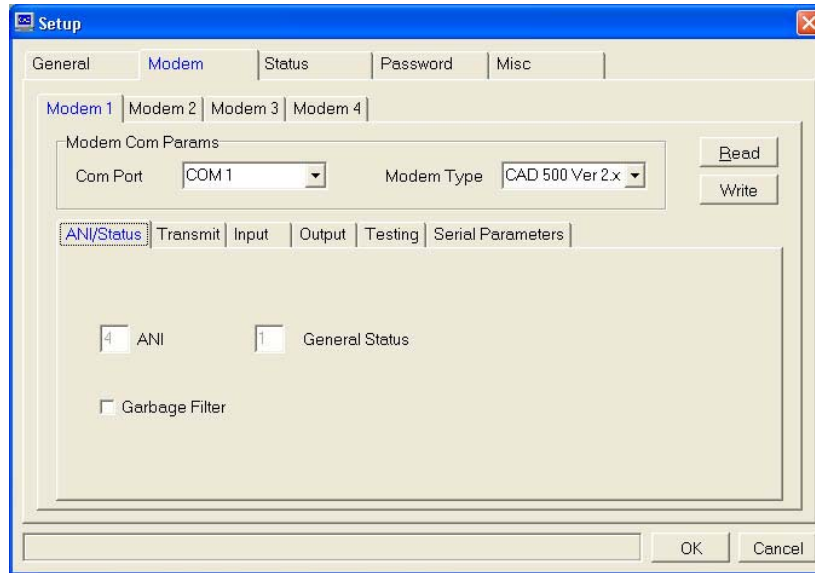 Setup
General Modem Status Password Misc
Modem 1 Modem 2 Modem 3 Modem 4
Modem Com Params
Com Port COM 1 Modem Type CAD 500 Ver 2.x
Read
Write
ANI/Status Transmit Input Output Testing Serial Parameters
4 ANI 1 General Status
Garbage Filter
OK Cancel